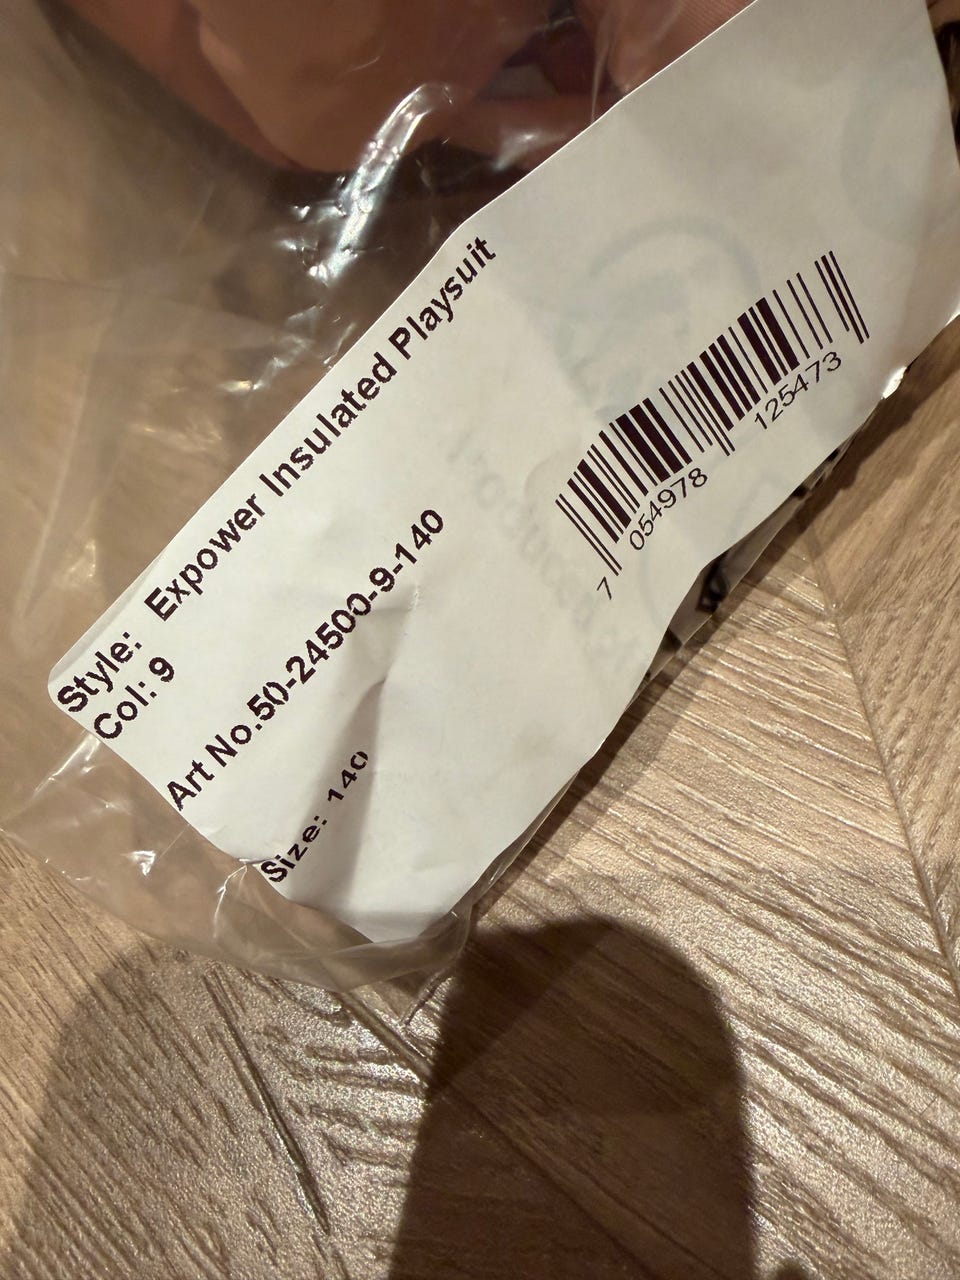 Style: Expower Insulated Playsuit
Col: 9
Art No.50-24500-9-140
Size: 140
7 054978 125473